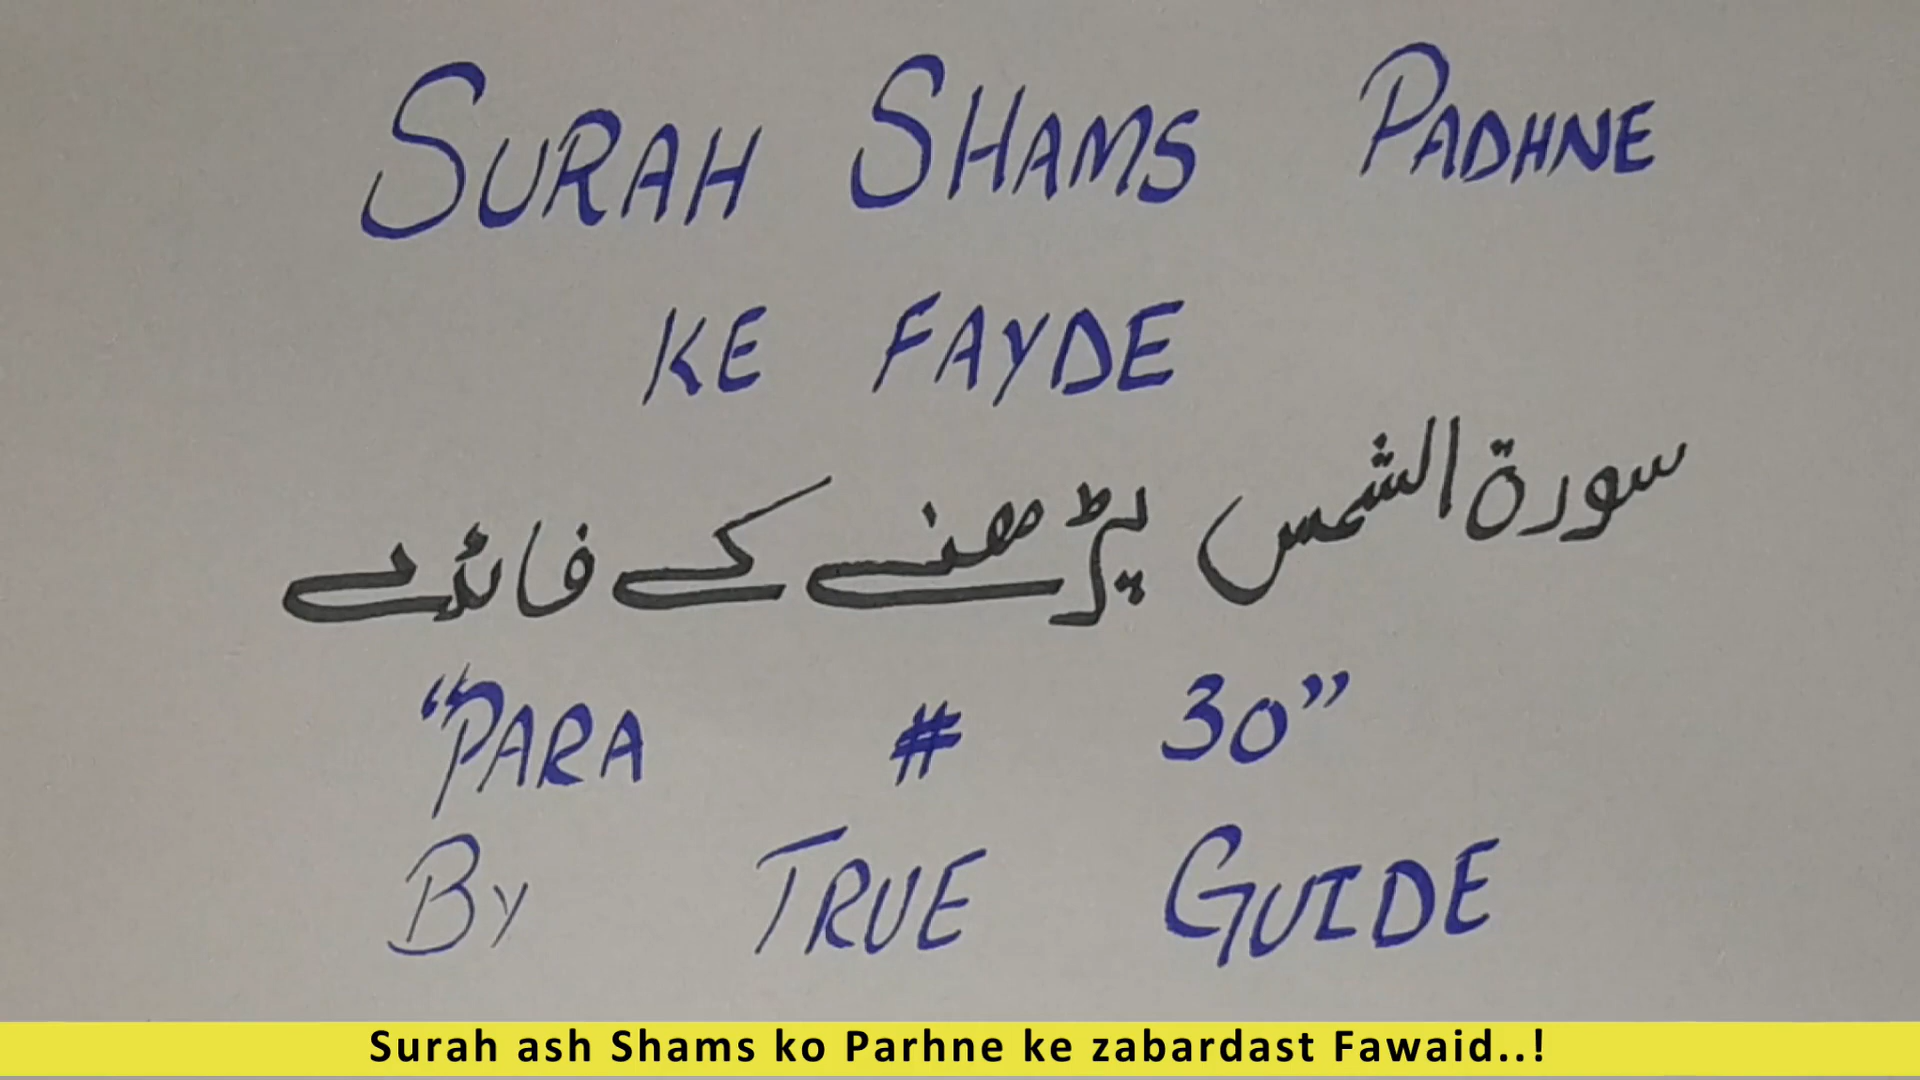 SURAH SHAMS PADHNE
KE FAYDE
سورة الشمس پڑھنے کے فائدے
"PARA # 30"
BY TRUE GUIDE
Surah ash Shams ko Parhne ke zabardast Fawaid..!